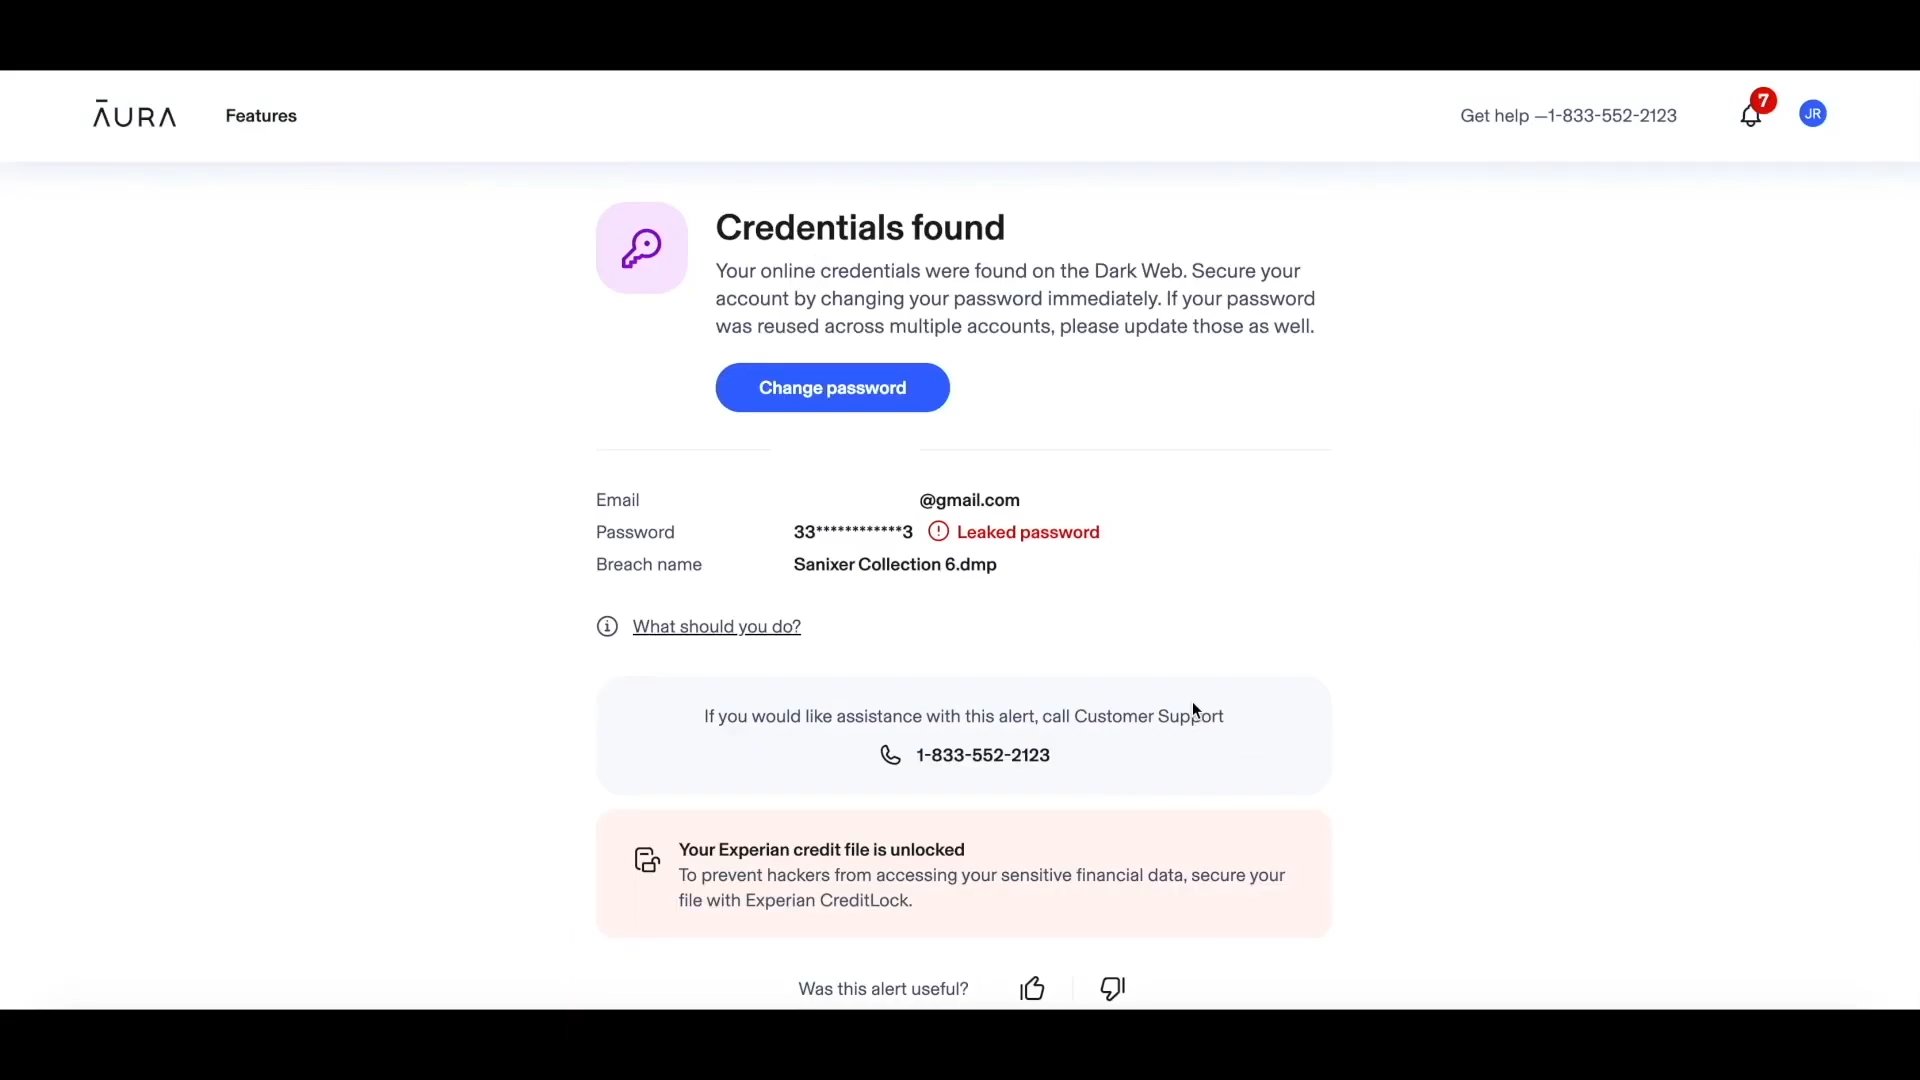 ĀURA
Features
Get help —1-833-552-2123
7
JR
Credentials found
Your online credentials were found on the Dark Web. Secure your
account by changing your password immediately. If your password
was reused across multiple accounts, please update those as well.
Change password
Email @gmail.com
Password 33************3 Leaked password
Breach name Sanixer Collection 6.dmp
What should you do?
If you would like assistance with this alert, call Customer Support
1-833-552-2123
Your Experian credit file is unlocked
To prevent hackers from accessing your sensitive financial data, secure your
file with Experian CreditLock.
Was this alert useful?